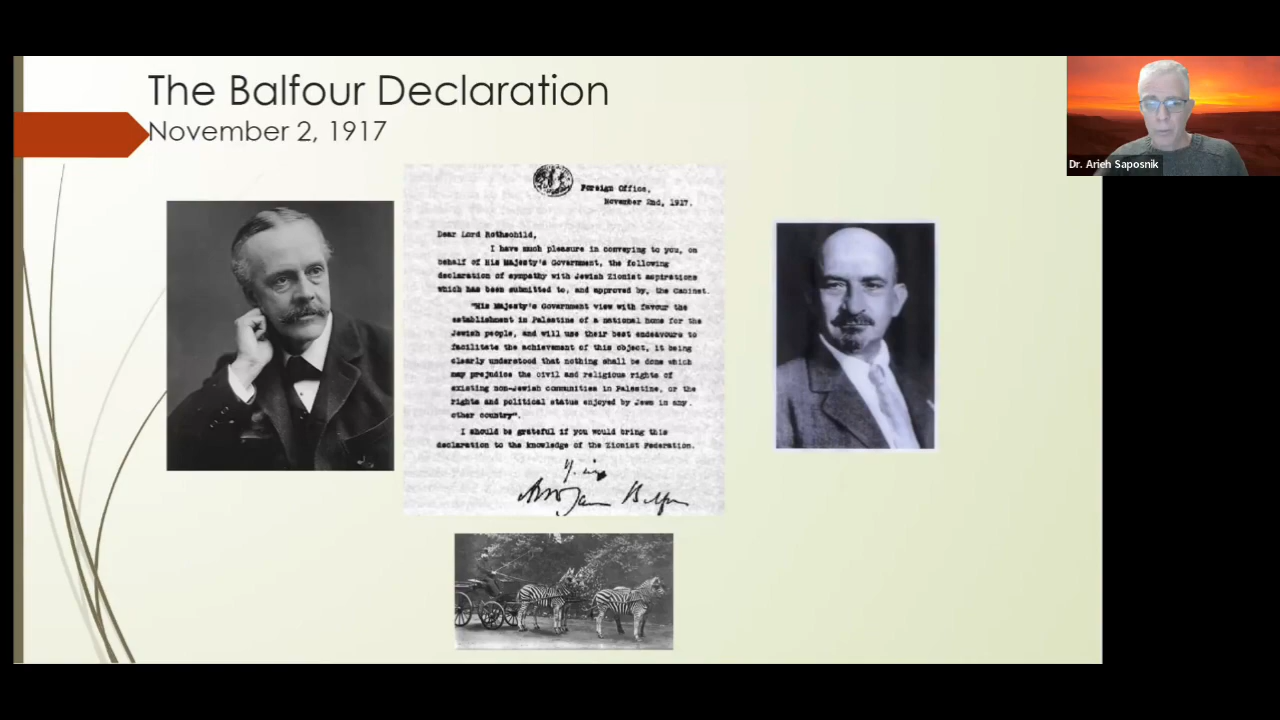 The Balfour Declaration
November 2, 1917
Dr. Arieh Saposnik
Foreign Office,
November 2nd, 1917.
Dear Lord Rothschild,
I have much pleasure in conveying to you, on
behalf of His Majesty's Government, the following
declaration of sympathy with Jewish Zionist aspirations
which has been submitted to, and approved by, the Cabinet.
"His Majesty's Government view with favour the
establishment in Palestine of a national home for the
Jewish people, and will use their best endeavours to
facilitate the achievement of this object, it being
clearly understood that nothing shall be done which
may prejudice the civil and religious rights of
existing non-Jewish communities in Palestine, or the
rights and political status enjoyed by Jews in any
other country".
I should be grateful if you would bring this
declaration to the knowledge of the Zionist Federation.